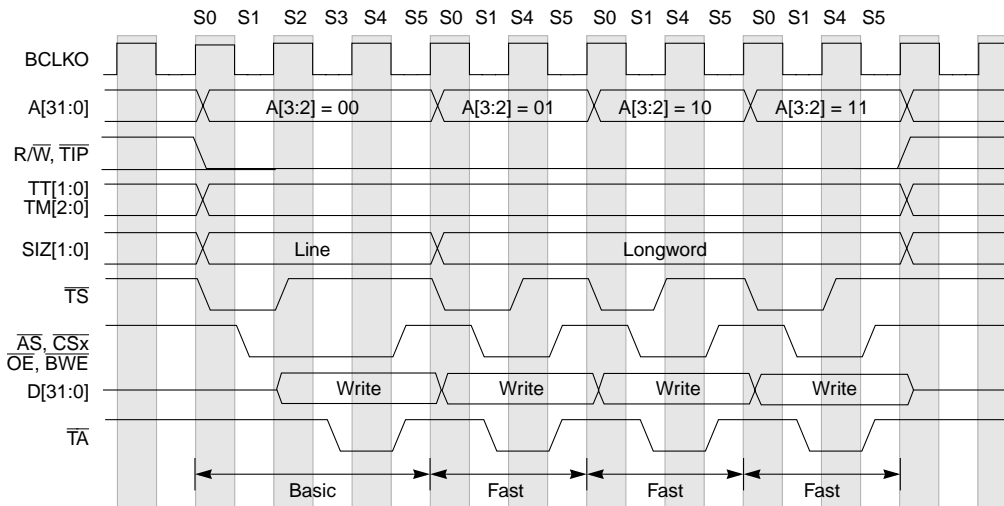 S0 S1 S2 S3 S4 S5 S0 S1 S4 S5 S0 S1 S4 S5 S0 S1 S4 S5
BCLKO
A[31:0] A[3:2] = 00 A[3:2] = 01 A[3:2] = 10 A[3:2] = 11
R/W, TIP
TT[1:0]
TM[2:0]
SIZ[1:0] Line Longword
TS
AS, CSx
OE, BWE
D[31:0] Write Write Write Write
TA
Basic Fast Fast Fast